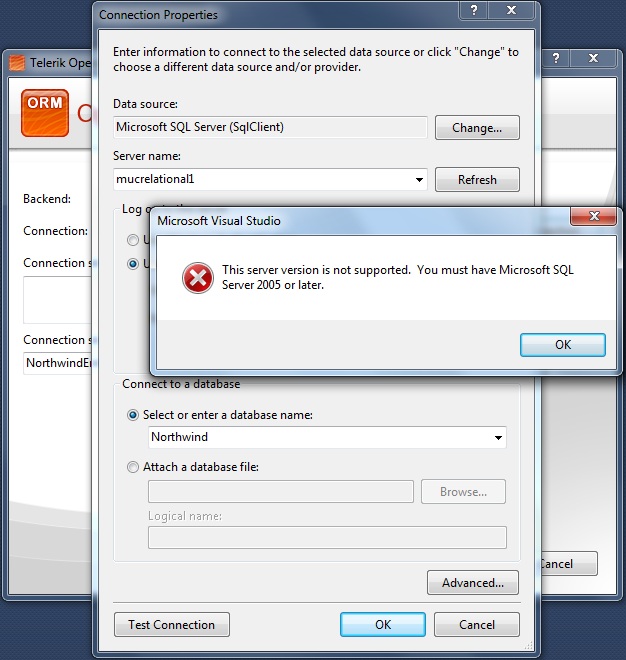 Connection Properties
Enter information to connect to the selected data source or click "Change" to
choose a different data source and/or provider.
Data source:
Microsoft SQL Server (SqlClient)
Change...
Server name:
mucrelational1
Refresh
Telerik Ope
ORM
Backend:
Connection:
Connection s
Connection s
NorthwindEn
Microsoft Visual Studio
This server version is not supported. You must have Microsoft SQL
Server 2005 or later.
OK
Connect to a database
Select or enter a database name:
Northwind
Attach a database file:
Browse...
Logical name:
Advanced...
Test Connection
OK
Cancel
Cancel